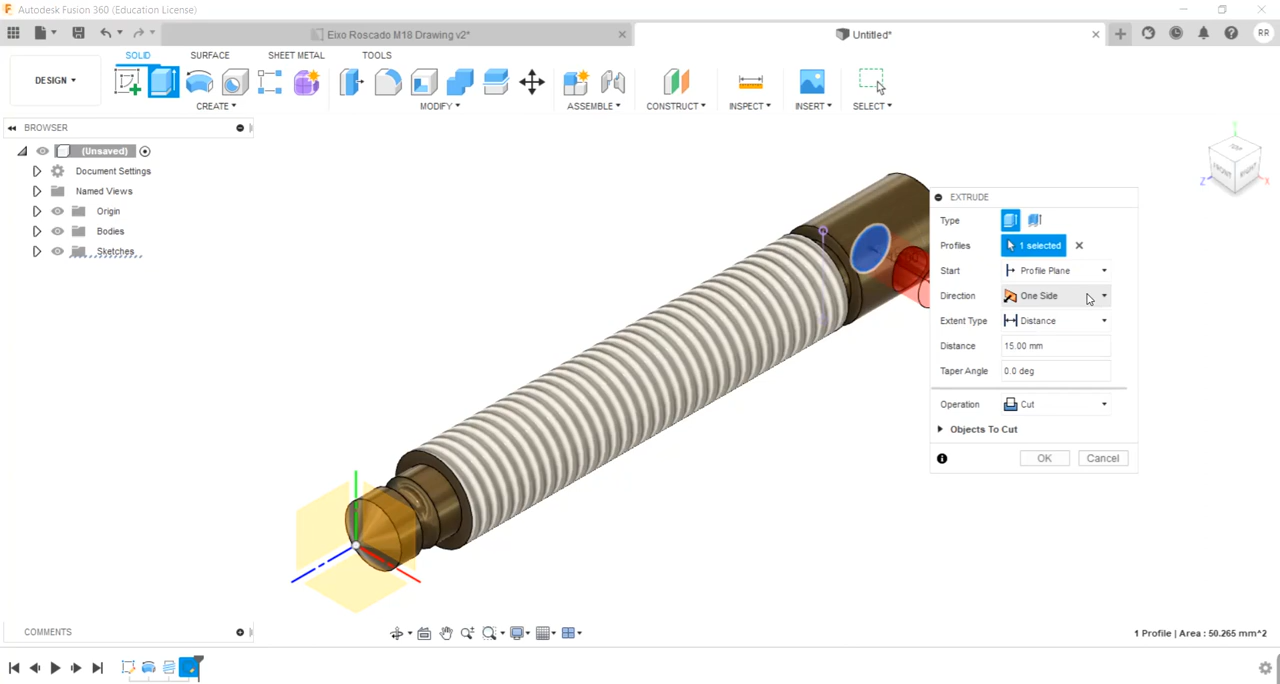 Autodesk Fusion 360 (Education License)
Eixo Roscado M18 Drawing v2*
Untitled*
RR
DESIGN
SOLID SURFACE SHEET METAL TOOLS
CREATE MODIFY ASSEMBLE CONSTRUCT INSPECT INSERT SELECT
BROWSER
(Unsaved)
Document Settings
Named Views
Origin
Bodies
Sketches
TOP
FRONT
RIGHT
Z
X
EXTRUDE
Type
Profiles 1 selected
Start Profile Plane
Direction One Side
Extent Type Distance
Distance 15.00 mm
Taper Angle 0.0 deg
Operation Cut
Objects To Cut
OK Cancel
COMMENTS
1 Profile | Area : 50.265 mm^2